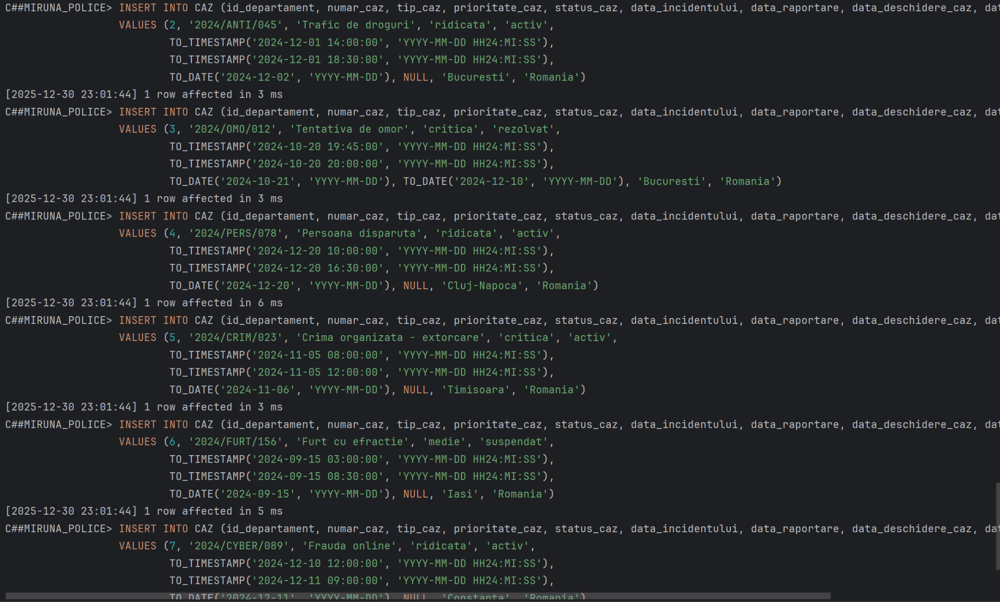 C##MIRUNA_POLICE> INSERT INTO CAZ (id_departament, numar_caz, tip_caz, prioritate_caz, status_caz, data_incidentului, data_raportare, data_deschidere_caz, dat
VALUES (2, '2024/ANTI/045', 'Trafic de droguri', 'ridicata', 'activ',
TO_TIMESTAMP('2024-12-01 14:00:00', 'YYYY-MM-DD HH24:MI:SS'),
TO_TIMESTAMP('2024-12-01 18:30:00', 'YYYY-MM-DD HH24:MI:SS'),
TO_DATE('2024-12-02', 'YYYY-MM-DD'), NULL, 'Bucuresti', 'Romania')
[2025-12-30 23:01:44] 1 row affected in 3 ms
C##MIRUNA_POLICE> INSERT INTO CAZ (id_departament, numar_caz, tip_caz, prioritate_caz, status_caz, data_incidentului, data_raportare, data_deschidere_caz, dat
VALUES (3, '2024/OMO/012', 'Tentativa de omor', 'critica', 'rezolvat',
TO_TIMESTAMP('2024-10-20 19:45:00', 'YYYY-MM-DD HH24:MI:SS'),
TO_TIMESTAMP('2024-10-20 20:00:00', 'YYYY-MM-DD HH24:MI:SS'),
TO_DATE('2024-10-21', 'YYYY-MM-DD'), TO_DATE('2024-12-10', 'YYYY-MM-DD'), 'Bucuresti', 'Romania')
[2025-12-30 23:01:44] 1 row affected in 3 ms
C##MIRUNA_POLICE> INSERT INTO CAZ (id_departament, numar_caz, tip_caz, prioritate_caz, status_caz, data_incidentului, data_raportare, data_deschidere_caz, dat
VALUES (4, '2024/PERS/078', 'Persoana disparuta', 'ridicata', 'activ',
TO_TIMESTAMP('2024-12-20 10:00:00', 'YYYY-MM-DD HH24:MI:SS'),
TO_TIMESTAMP('2024-12-20 16:30:00', 'YYYY-MM-DD HH24:MI:SS'),
TO_DATE('2024-12-20', 'YYYY-MM-DD'), NULL, 'Cluj-Napoca', 'Romania')
[2025-12-30 23:01:44] 1 row affected in 6 ms
C##MIRUNA_POLICE> INSERT INTO CAZ (id_departament, numar_caz, tip_caz, prioritate_caz, status_caz, data_incidentului, data_raportare, data_deschidere_caz, dat
VALUES (5, '2024/CRIM/023', 'Crima organizata - extorcare', 'critica', 'activ',
TO_TIMESTAMP('2024-11-05 08:00:00', 'YYYY-MM-DD HH24:MI:SS'),
TO_TIMESTAMP('2024-11-05 12:00:00', 'YYYY-MM-DD HH24:MI:SS'),
TO_DATE('2024-11-06', 'YYYY-MM-DD'), NULL, 'Timisoara', 'Romania')
[2025-12-30 23:01:44] 1 row affected in 3 ms
C##MIRUNA_POLICE> INSERT INTO CAZ (id_departament, numar_caz, tip_caz, prioritate_caz, status_caz, data_incidentului, data_raportare, data_deschidere_caz, dat
VALUES (6, '2024/FURT/156', 'Furt cu efractie', 'medie', 'suspendat',
TO_TIMESTAMP('2024-09-15 03:00:00', 'YYYY-MM-DD HH24:MI:SS'),
TO_TIMESTAMP('2024-09-15 08:30:00', 'YYYY-MM-DD HH24:MI:SS'),
TO_DATE('2024-09-15', 'YYYY-MM-DD'), NULL, 'Iasi', 'Romania')
[2025-12-30 23:01:44] 1 row affected in 5 ms
C##MIRUNA_POLICE> INSERT INTO CAZ (id_departament, numar_caz, tip_caz, prioritate_caz, status_caz, data_incidentului, data_raportare, data_deschidere_caz, dat
VALUES (7, '2024/CYBER/089', 'Frauda online', 'ridicata', 'activ',
TO_TIMESTAMP('2024-12-10 12:00:00', 'YYYY-MM-DD HH24:MI:SS'),
TO_TIMESTAMP('2024-12-11 09:00:00', 'YYYY-MM-DD HH24:MI:SS'),
TO_DATE('2024-12-11', 'YYYY-MM-DD'), NULL, 'Constanta', 'Romania')